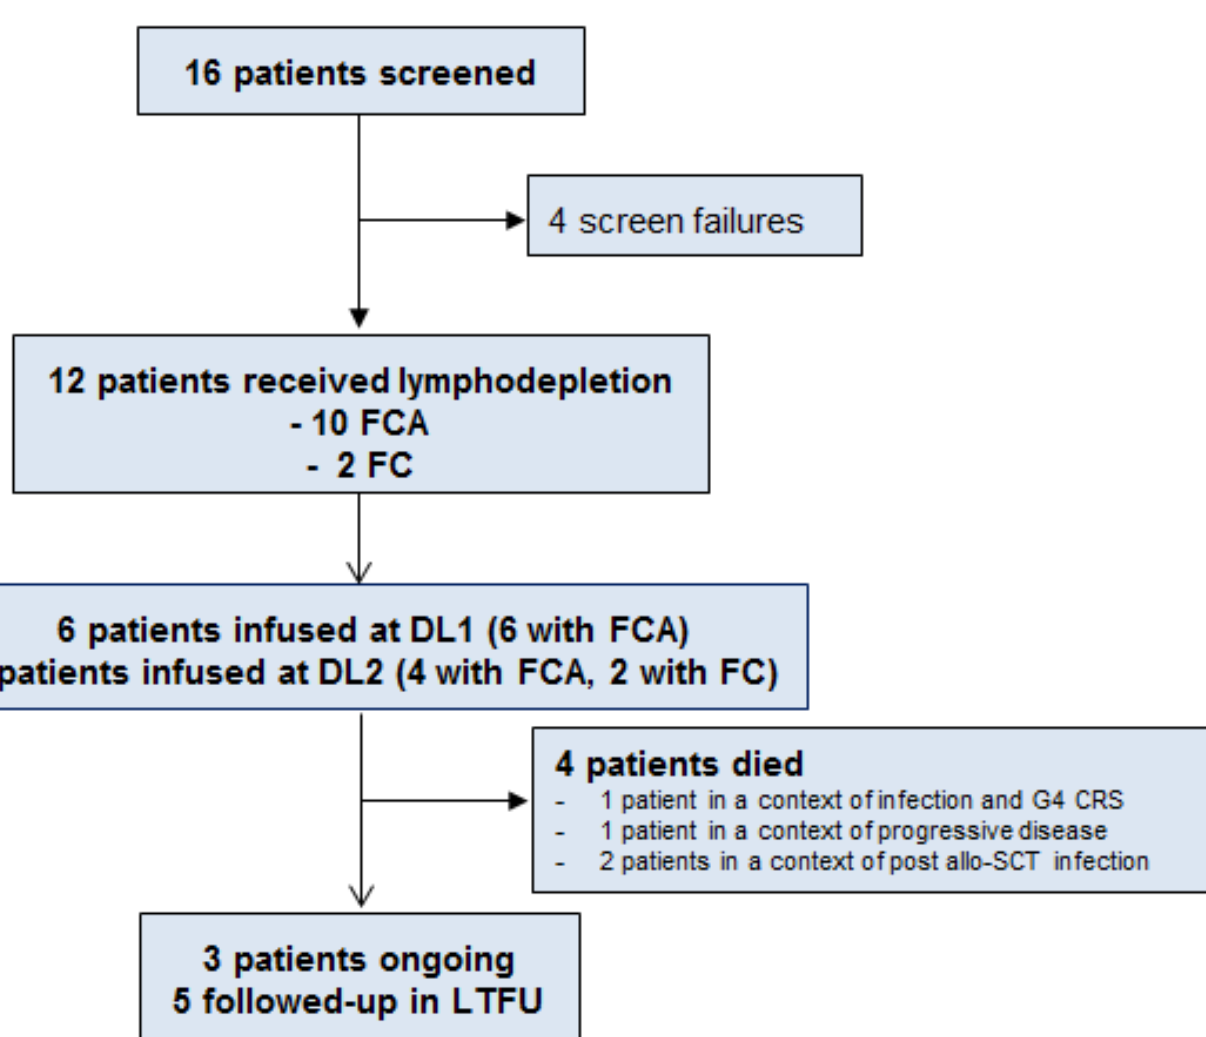 16 patients screened
4 screen failures
12 patients received lymphodepletion
- 10 FCA
- 2 FC
6 patients infused at DL1 (6 with FCA)
patients infused at DL2 (4 with FCA, 2 with FC)
4 patients died
- 1 patient in a context of infection and G4 CRS
- 1 patient in a context of progressive disease
- 2 patients in a context of post allo-SCT infection
3 patients ongoing
5 followed-up in LTFU